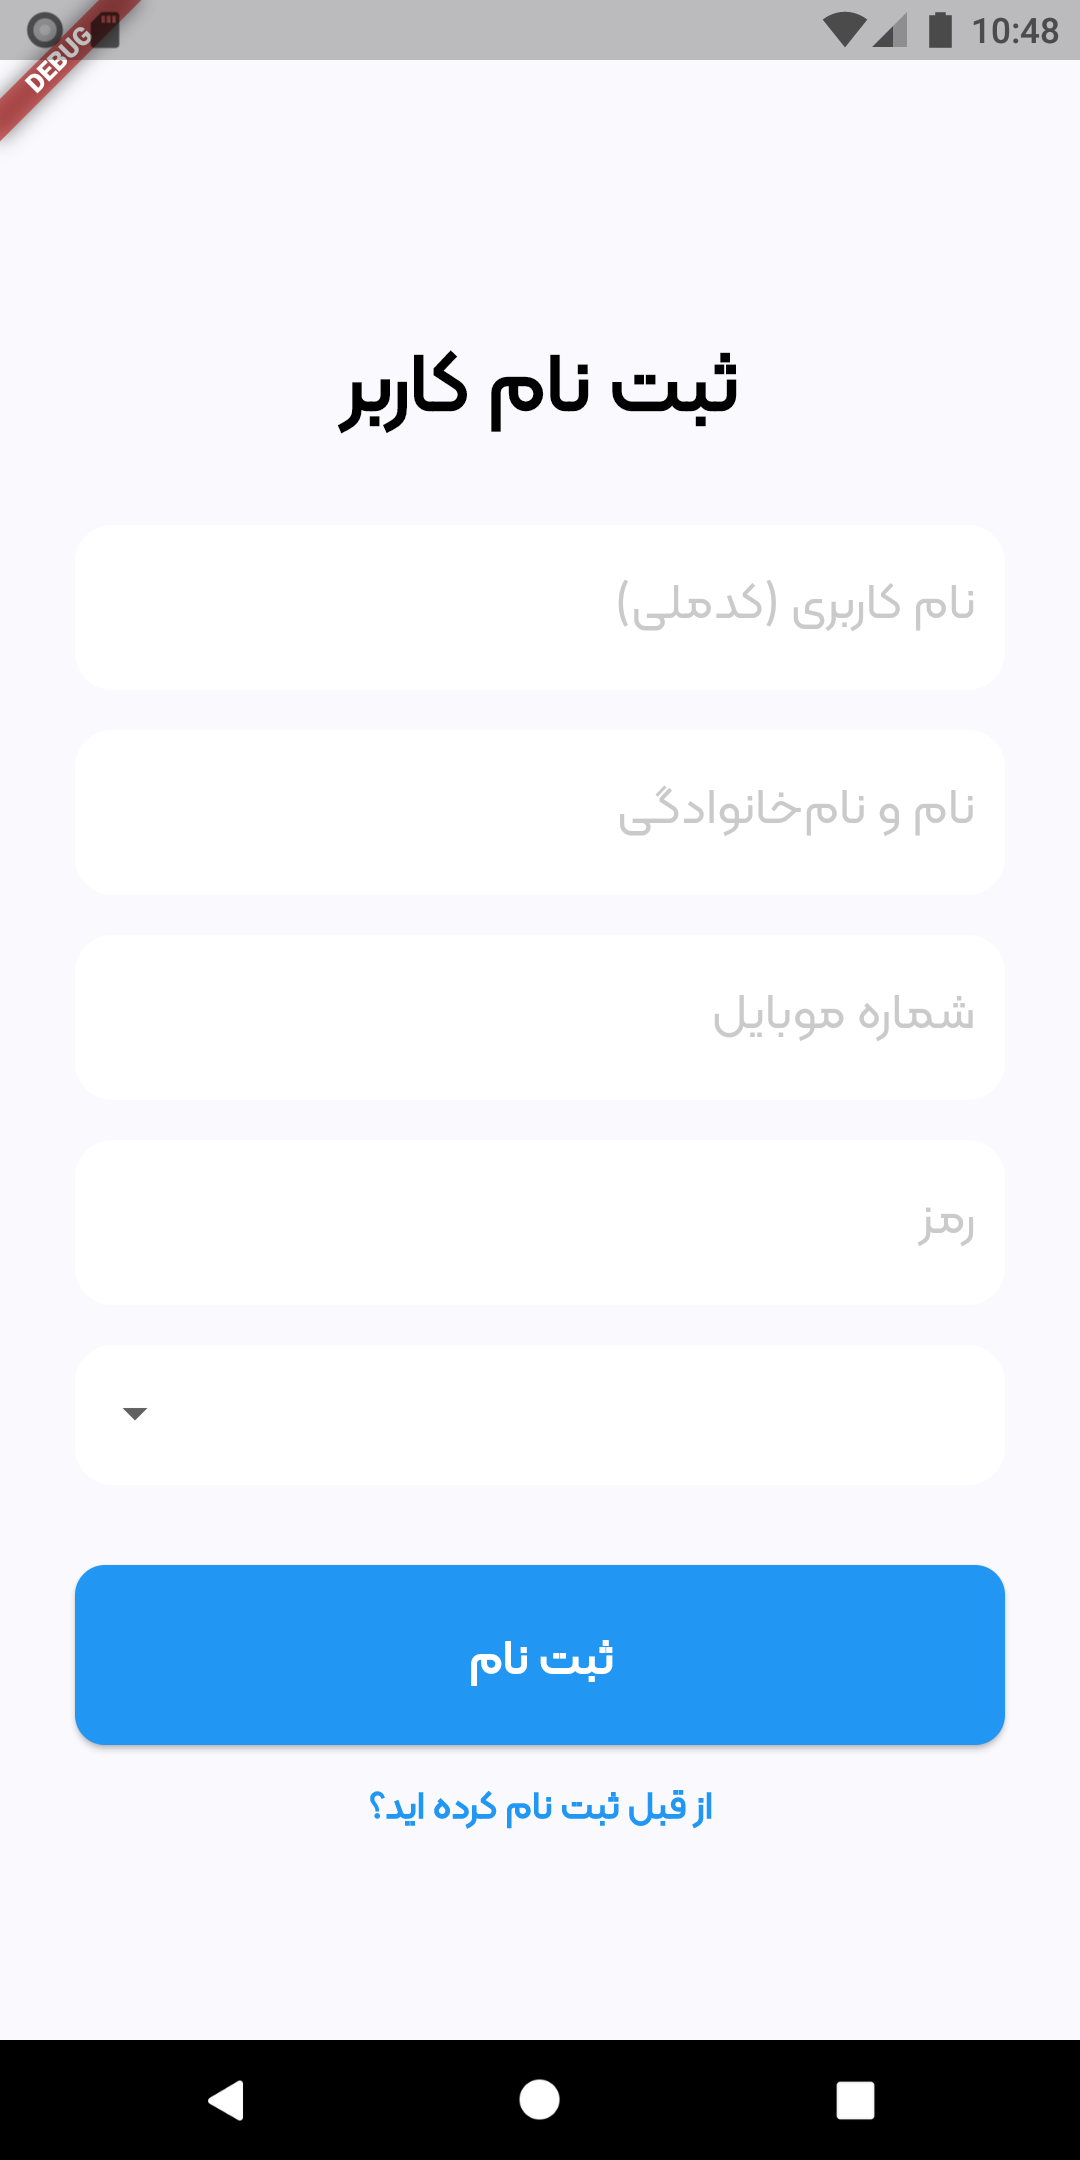 10:48
DEBUG
ثبت نام کاربر
نام کاربری (کدملی)
نام و نام‌خانوادگی
شماره موبایل
رمز
ثبت نام
از قبل ثبت نام کرده اید؟